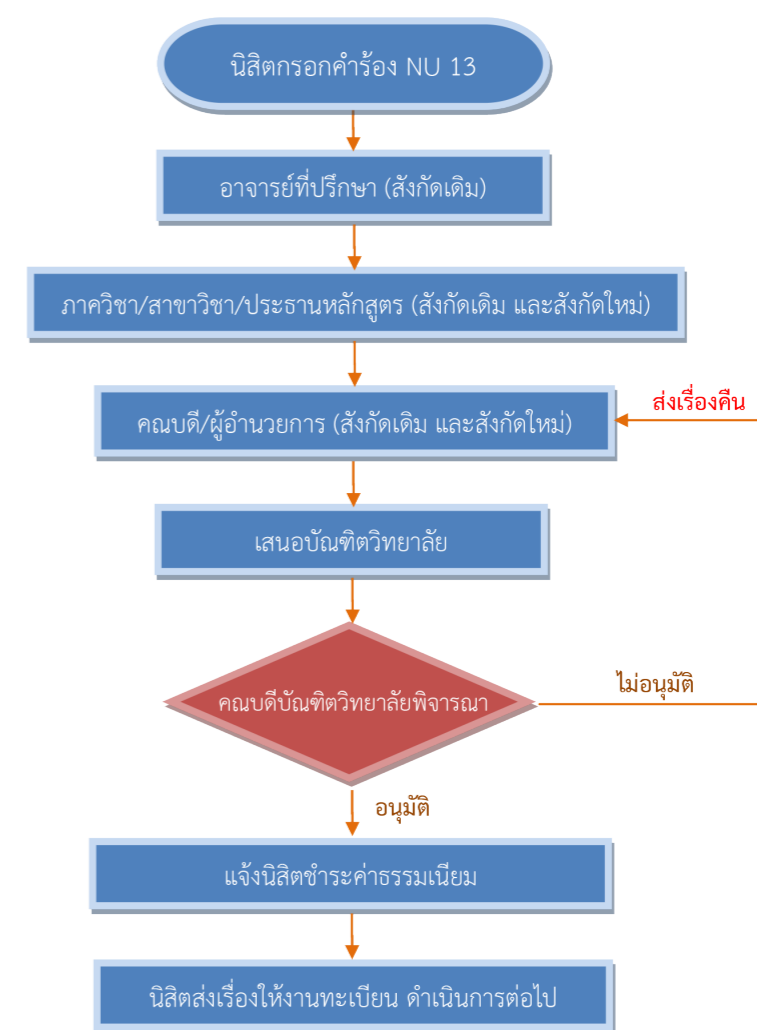 นิสิตกรอกคำร้อง NU 13
อาจารย์ที่ปรึกษา (สังกัดเดิม)
ภาควิชา/สาขาวิชา/ประธานหลักสูตร (สังกัดเดิม และสังกัดใหม่)
ส่งเรื่องคืน
คณบดี/ผู้อำนวยการ (สังกัดเดิม และสังกัดใหม่)
เสนอบัณฑิตวิทยาลัย
ไม่อนุมัติ
คณบดีบัณฑิตวิทยาลัยพิจารณา
อนุมัติ
แจ้งนิสิตชำระค่าธรรมเนียม
นิสิตส่งเรื่องให้งานทะเบียน ดำเนินการต่อไป